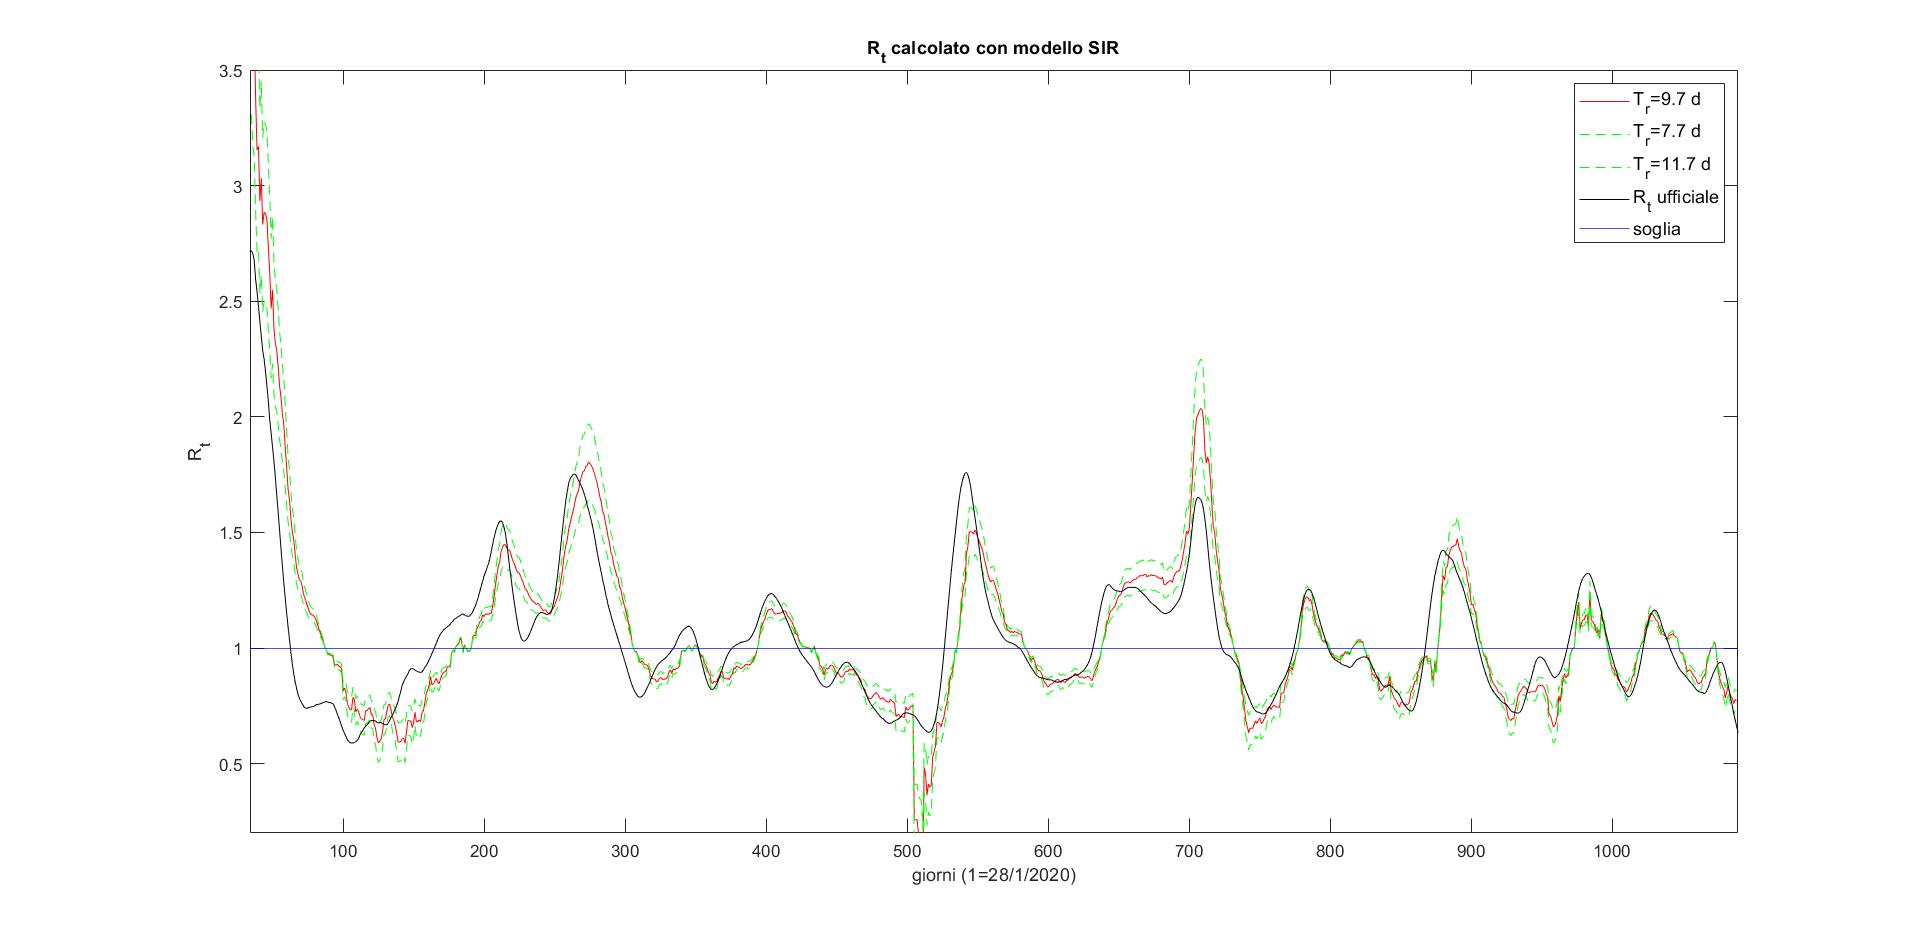 Rt calcolato con modello SIR
Tr=9.7 d
Tr=7.7 d
Tr=11.7 d
Rt ufficiale
soglia
Rt
3.5
3
2.5
2
1.5
1
0.5
100 200 300 400 500 600 700 800 900 1000
giorni (1=28/1/2020)